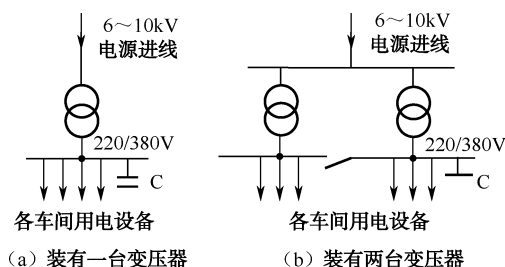 6～10kV
电源进线
220/380V
C
各车间用电设备
（a）装有一台变压器
6～10kV
电源进线
220/380V
C
各车间用电设备
（b）装有两台变压器